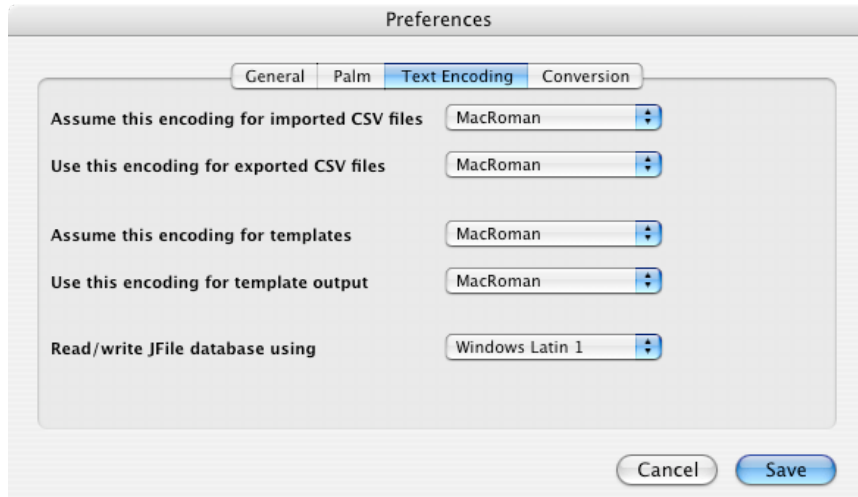 Preferences
General Palm Text Encoding Conversion
Assume this encoding for imported CSV files MacRoman
Use this encoding for exported CSV files MacRoman
Assume this encoding for templates MacRoman
Use this encoding for template output MacRoman
Read/write JFile database using Windows Latin 1
Cancel Save